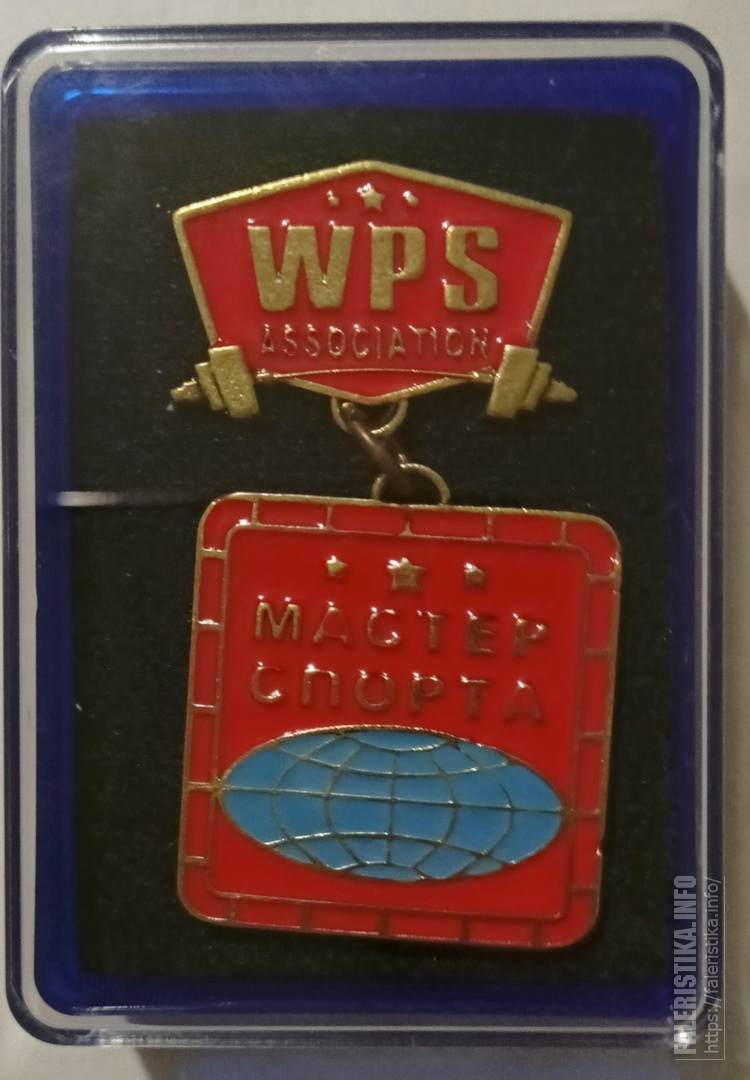 WPS
ASSOCIATION
МАСТЕР
СПОРТА
FALERISTIKA.INFO
https://faleristika.info/